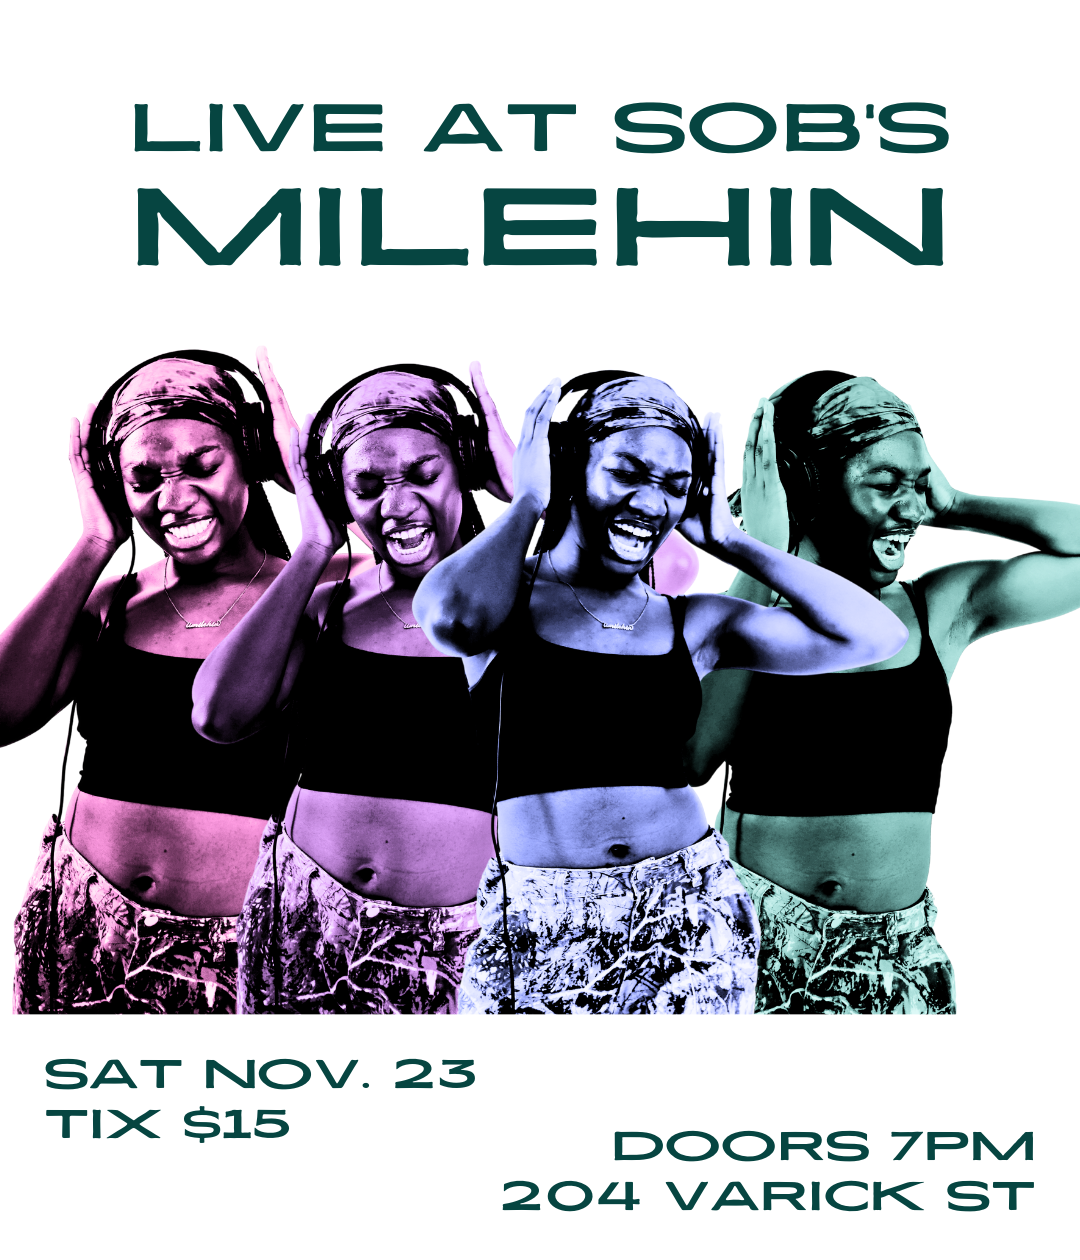 LIVE AT SOB'S
MILEHIN
SAT NOV. 23
TIX $15
DOORS 7PM
204 VARICK ST